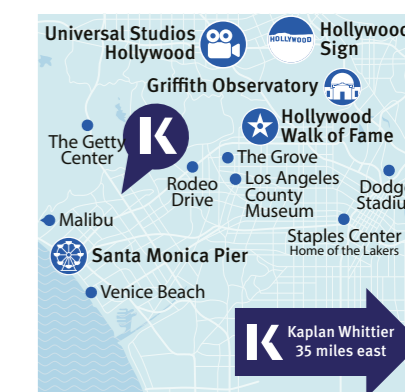 Universal Studios
Hollywood
HOLLYWOOD
Hollywood
Sign
Griffith Observatory
Hollywood
Walk of Fame
The Getty
Center
K
The Grove
Rodeo
Drive
Los Angeles
County
Museum
Malibu
Staples Center
Home of the Lakers
Santa Monica Pier
Venice Beach
K
Kaplan Whittier
35 miles east